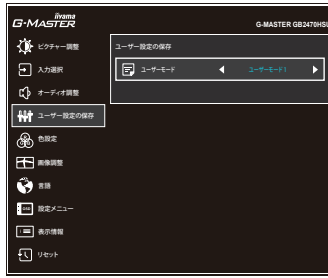 iiyama
G-MASTER
G-MASTER GB2470HSU
ピクチャー調整
ユーザー設定の保存
入力選択
ユーザーモード
ユーザーモード1
オーディオ調整
ユーザー設定の保存
色設定
画像調整
言語
OSD
設定メニュー
表示情報
リセット